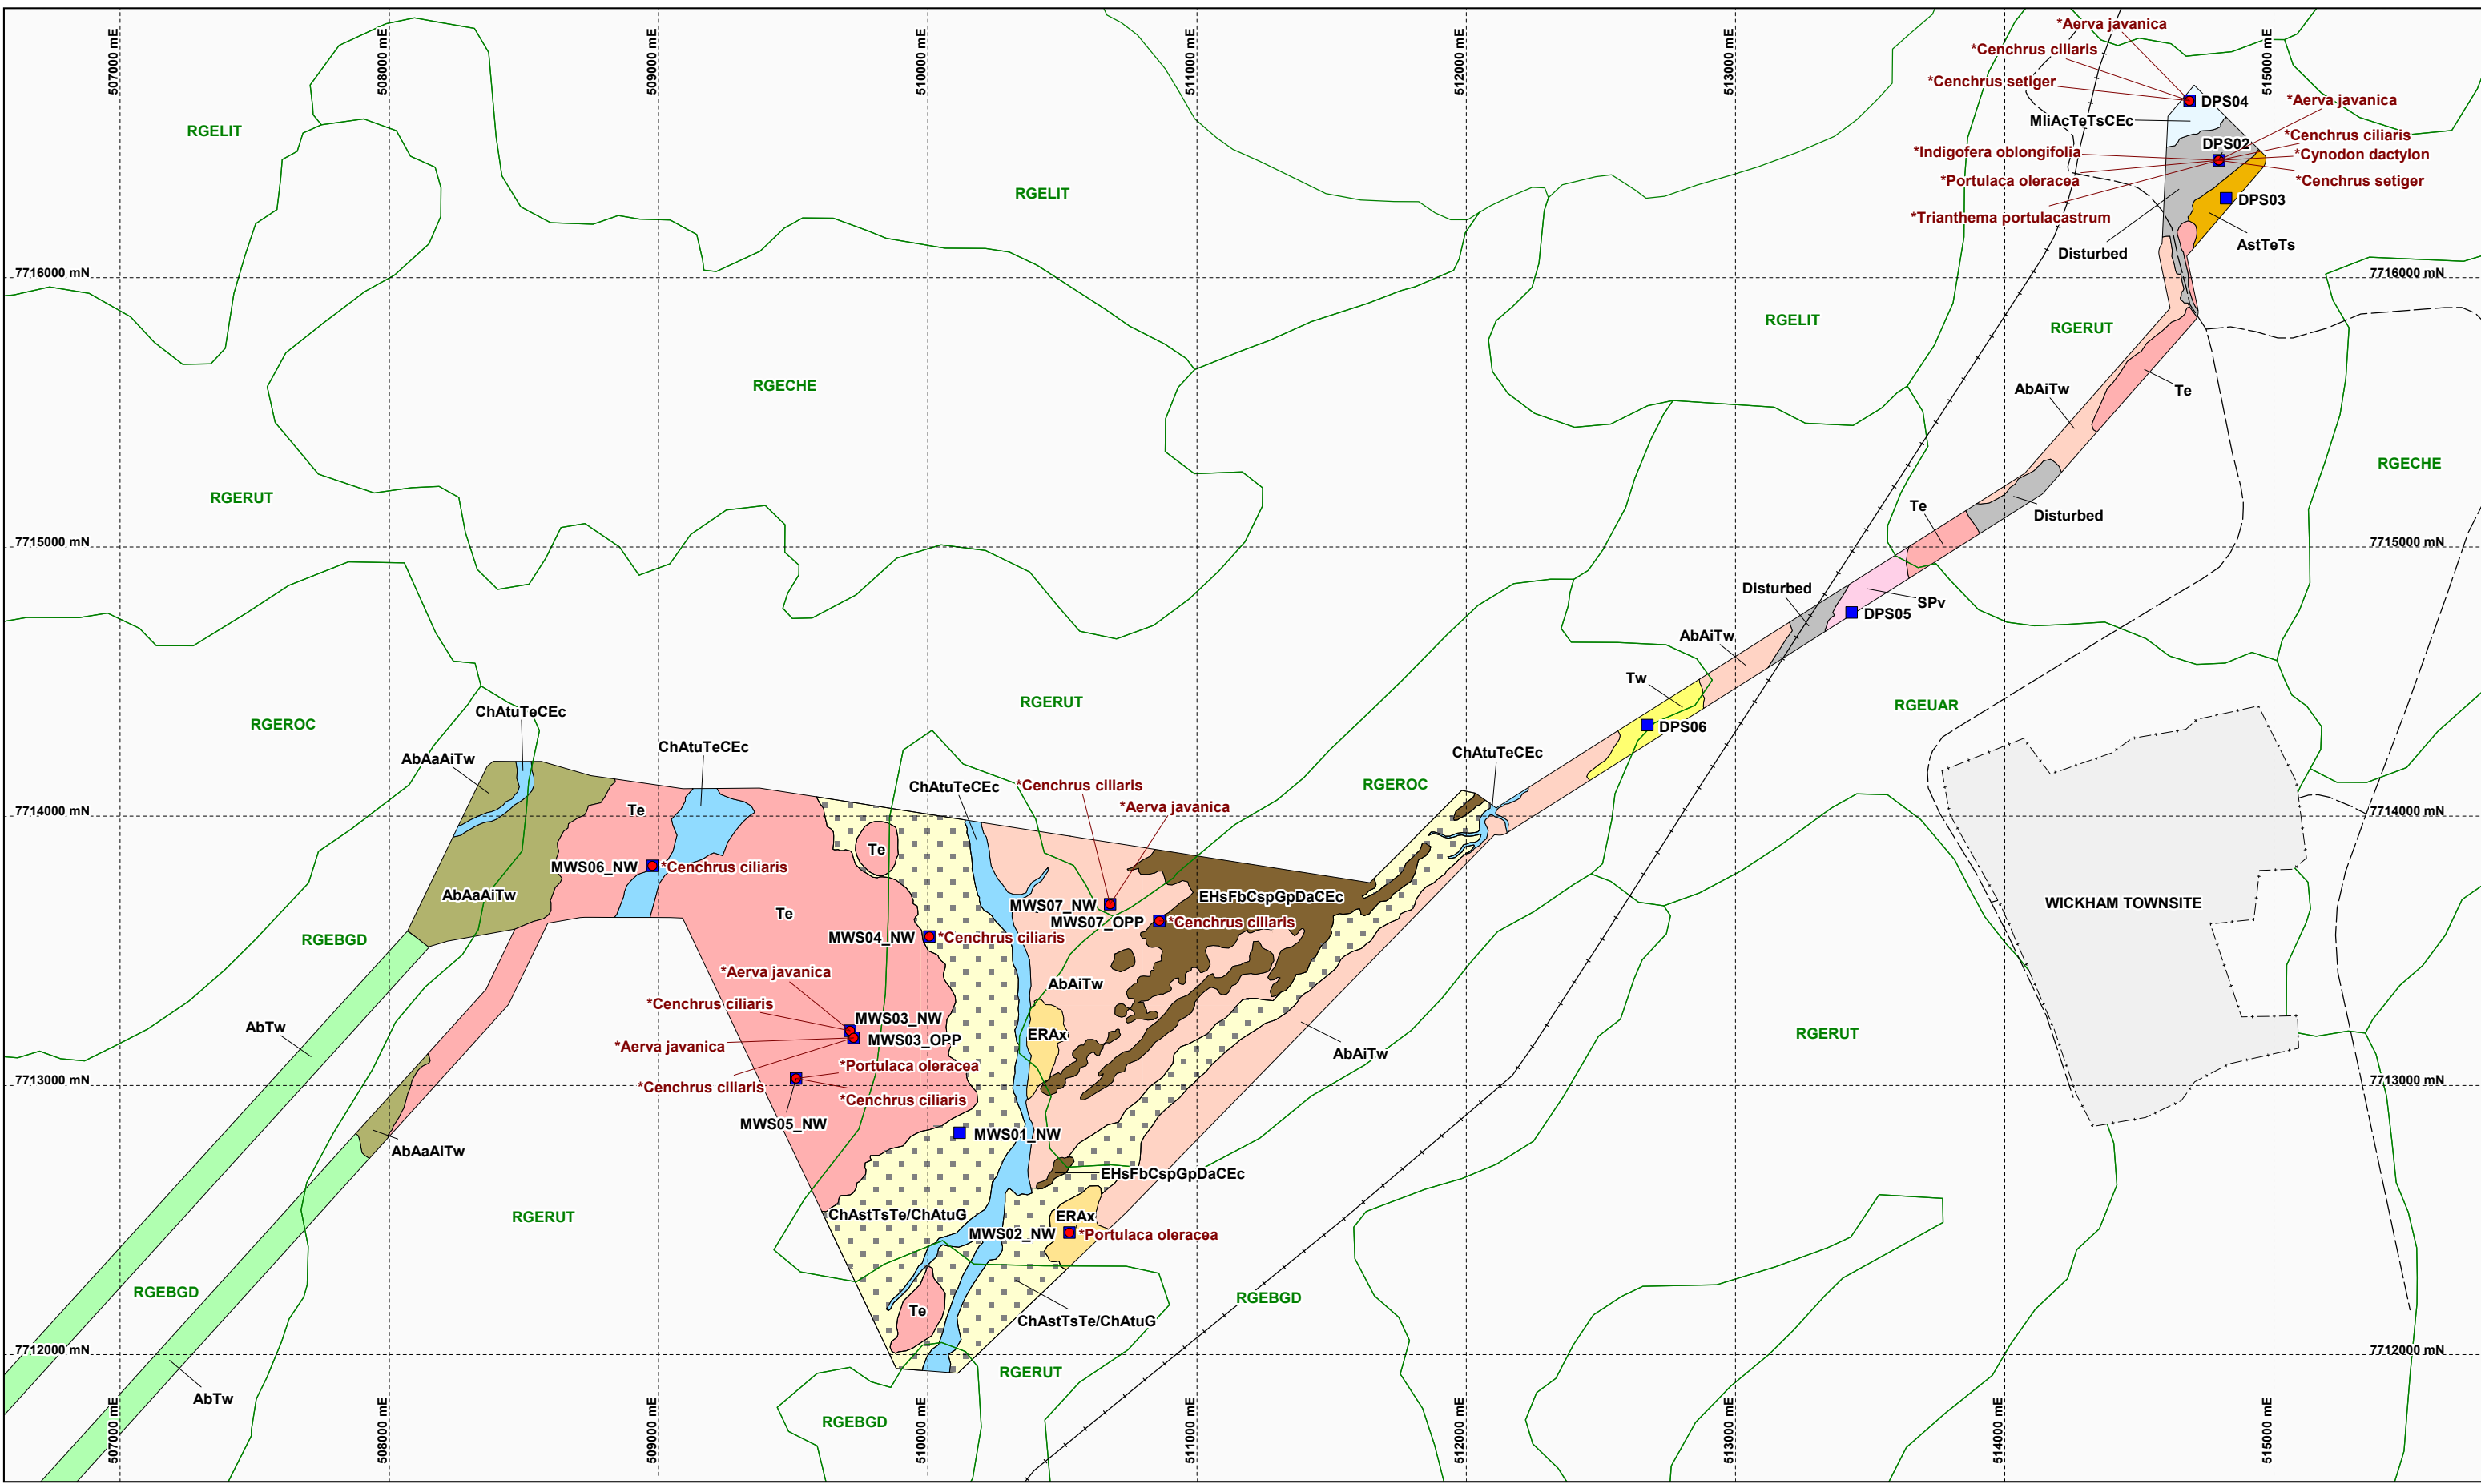 507000 mE
508000 mE
509000 mE
510000 mE
511000 mE
512000 mE
513000 mE
515000 mE
*Aerva javanica
*Cenchrus ciliaris
*Cenchrus setiger
DPS04
*Aerva javanica
MliAcTeTsCEc
RGELIT
*Cenchrus ciliaris
DPS02
*Indigofera oblongifolia
*Cynodon dactylon
*Portulaca oleracea
*Cenchrus setiger
RGELIT
DPS03
*Trianthema portulacastrum
AstTeTs
Disturbed
7716000 mN
7716000 mN
RGELIT
RGERUT
RGECHE
AbAiTw
Te
RGECHE
RGERUT
Te
Disturbed
7715000 mN
7715000 mN
Disturbed
SPv
DPS05
AbAiTw
Tw
RGERUT
RGEUAR
ChAtuTeCEc
RGEROC
DPS06
ChAtuTeCEc
ChAtuTeCEc
AbAaAiTw
RGEROC
ChAtuTeCEc
*Cenchrus ciliaris
*Aerva javanica
Te
7714000 mN
7714000 mN
Te
MWS06_NW
*Cenchrus ciliaris
AbAaAiTw
EHsFbCspGpDaCEc
MWS07_NW
WICKHAM TOWNSITE
Te
MWS07_OPP
*Cenchrus ciliaris
RGEBGD
MWS04_NW
*Cenchrus ciliaris
*Aerva javanica
AbAiTw
*Cenchrus ciliaris
MWS03_NW
AbTw
ERAx
RGERUT
MWS03_OPP
*Aerva javanica
AbAiTw
*Portulaca oleracea
7713000 mN
7713000 mN
*Cenchrus ciliaris
*Cenchrus ciliaris
MWS05_NW
MWS01_NW
AbAaAiTw
EHsFbCspGpDaCEc
RGERUT
ChAstTsTe/ChAtuG
ERAx
MWS02_NW
*Portulaca oleracea
RGEBGD
RGEBGD
Te
ChAstTsTe/ChAtuG
7712000 mN
7712000 mN
RGERUT
AbTw
RGEBGD
507000 mE
508000 mE
509000 mE
510000 mE
511000 mE
512000 mE
513000 mE
514000 mE
515000 mE